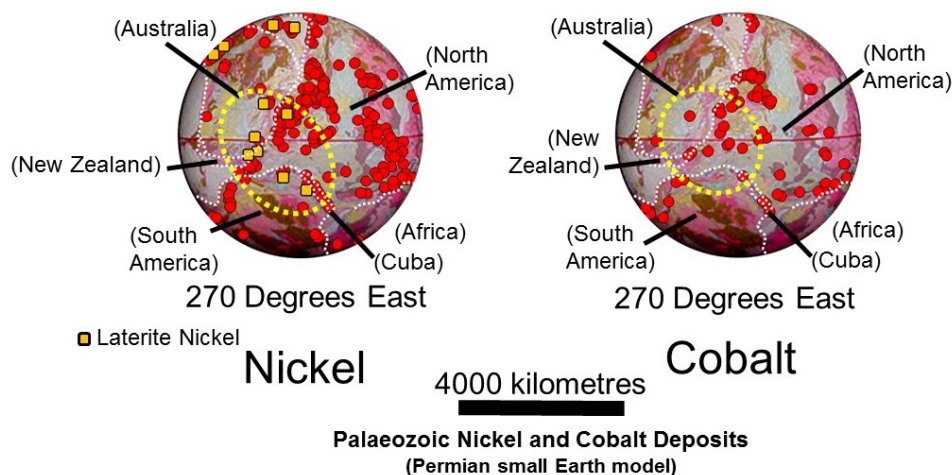 (Australia)
(North
America)
(New Zealand)
(South
America)
(Africa)
(Cuba)
270 Degrees East
Laterite Nickel
Nickel
(Australia)
(North
America)
(New
Zealand)
(South
America)
(Africa)
(Cuba)
270 Degrees East
Cobalt
4000 kilometres
Palaeozoic Nickel and Cobalt Deposits
(Permian small Earth model)